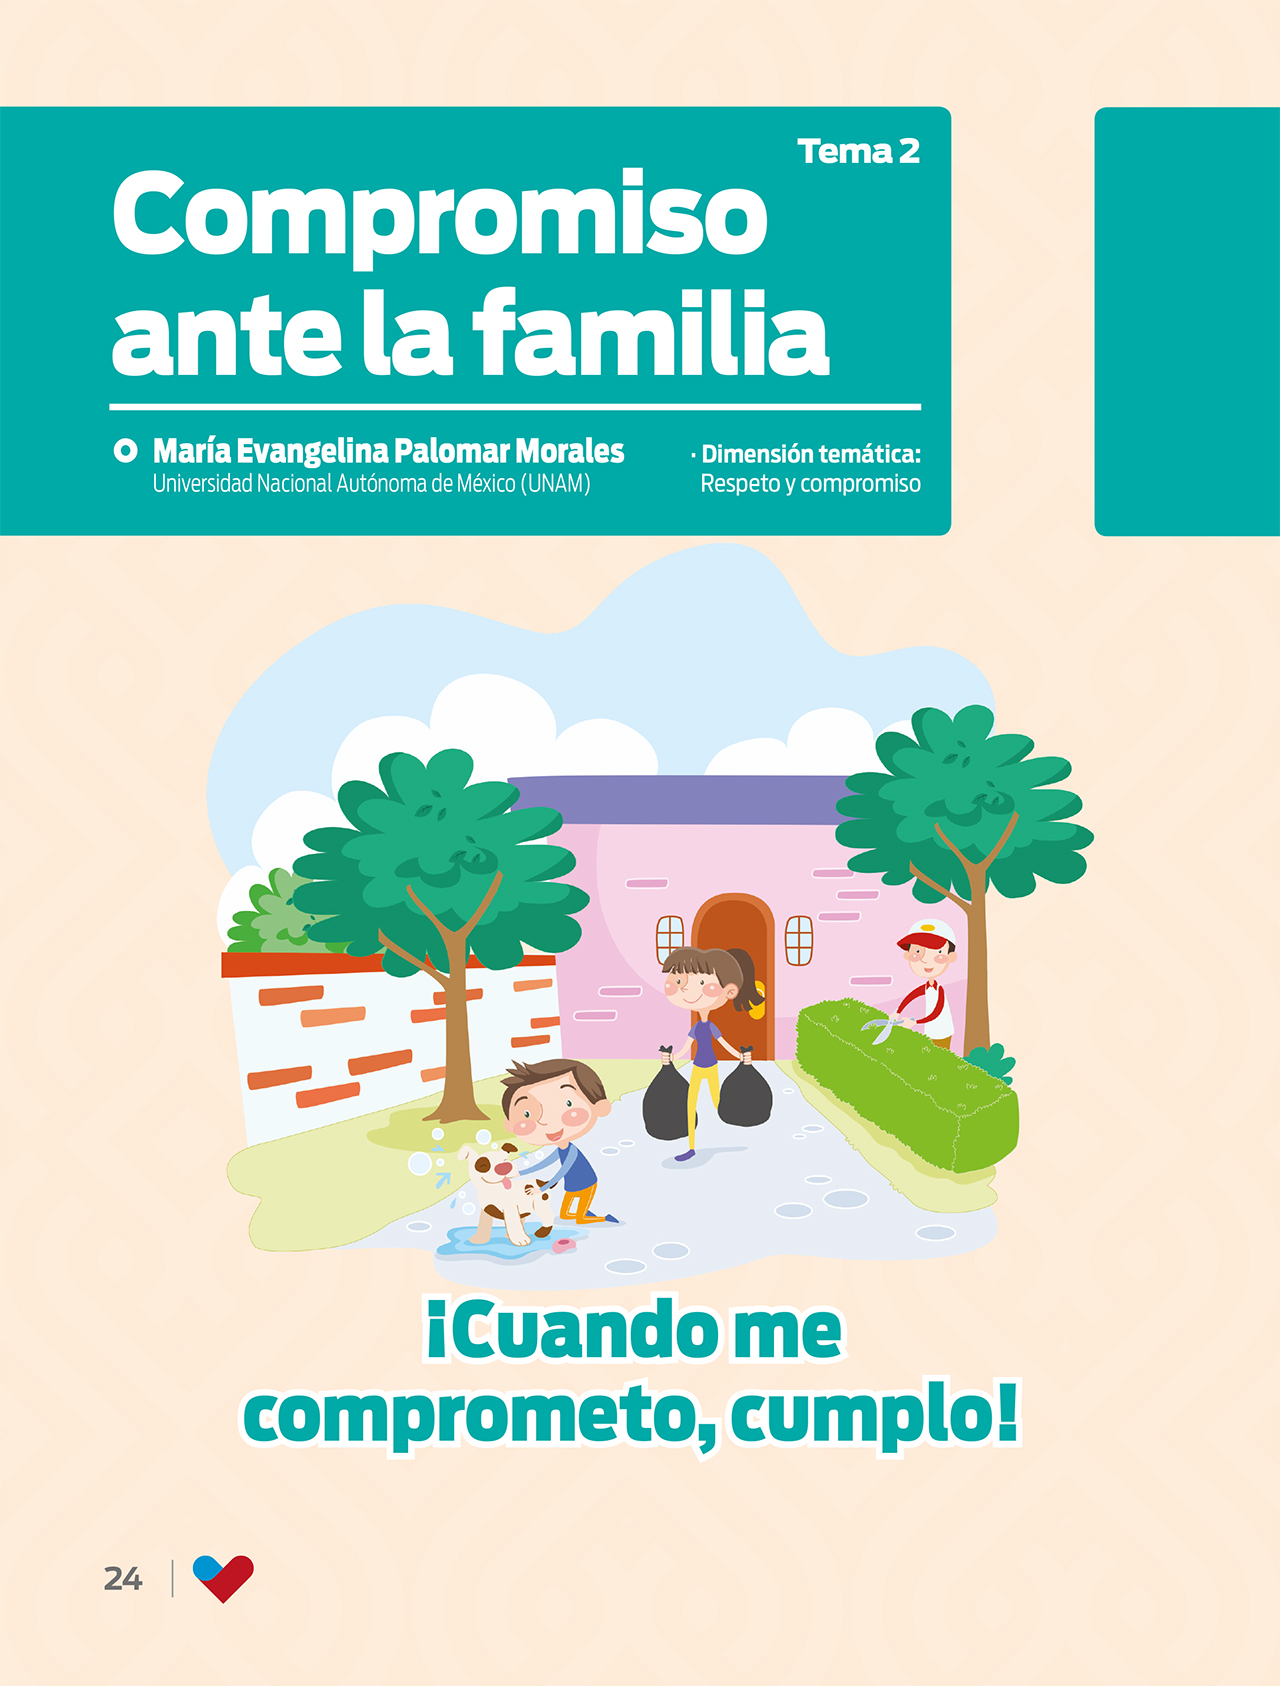 Tema 2
Compromiso
ante la familia
María Evangelina Palomar Morales
Universidad Nacional Autónoma de México (UNAM)
· Dimensión temática:
Respeto y compromiso
¡Cuando me
comprometo, cumplo!
24